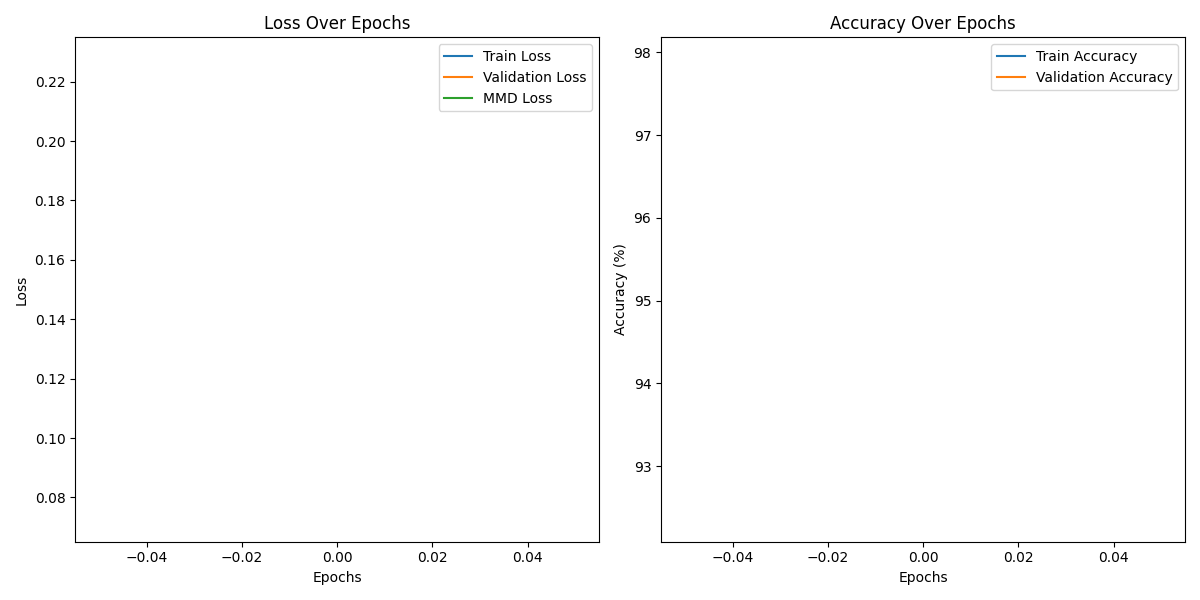 Loss Over Epochs
Train Loss
Validation Loss
MMD Loss
0.22
0.20
0.18
0.16
0.14
0.12
0.10
0.08
Loss
−0.04 −0.02 0.00 0.02 0.04
Epochs
Accuracy Over Epochs
Train Accuracy
Validation Accuracy
98
97
96
95
94
93
Accuracy (%)
−0.04 −0.02 0.00 0.02 0.04
Epochs